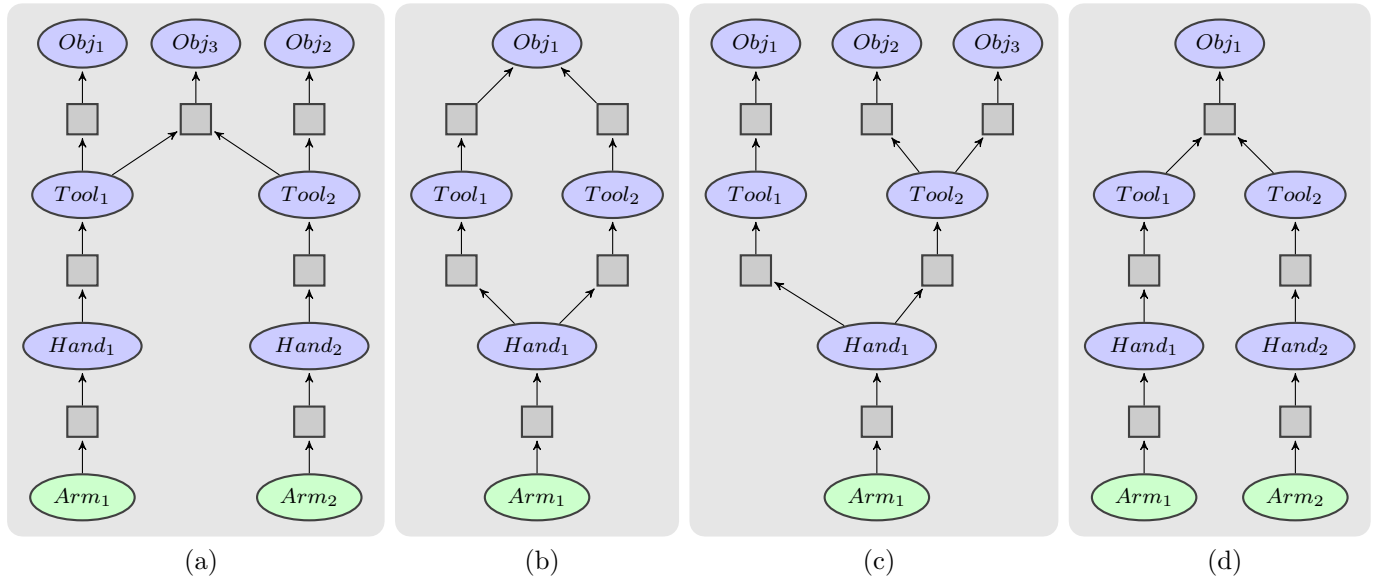 Obj₁ Obj₃ Obj₂ Obj₁ Obj₁ Obj₂ Obj₃ Obj₁
Tool₁ Tool₂ Tool₁ Tool₂ Tool₁ Tool₂ Tool₁ Tool₂
Hand₁ Hand₂ Hand₁ Hand₁ Hand₁ Hand₂
Arm₁ Arm₂ Arm₁ Arm₁ Arm₁ Arm₂
(a) (b) (c) (d)